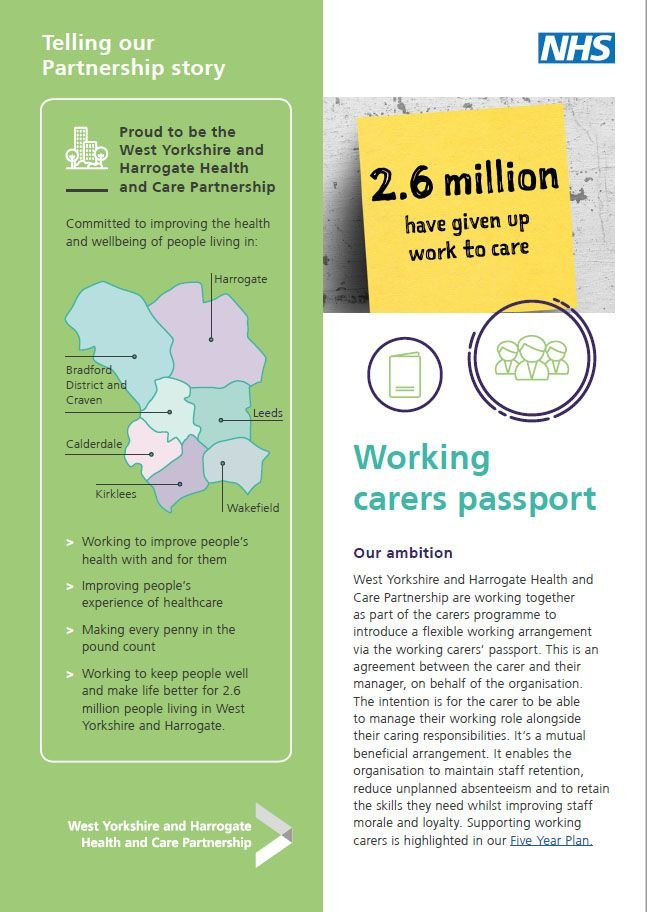 Telling our
Partnership story
Proud to be the
West Yorkshire and
Harrogate Health
and Care Partnership
Committed to improving the health
and wellbeing of people living in:
Harrogate
Bradford
District and
Craven
Leeds
Calderdale
Kirklees
Wakefield
> Working to improve people's
health with and for them
> Improving people's
experience of healthcare
> Making every penny in the
pound count
> Working to keep people well
and make life better for 2.6
million people living in West
Yorkshire and Harrogate.
West Yorkshire and Harrogate
Health and Care Partnership
NHS
2.6 million
have given up
work to care
Working
carers passport
Our ambition
West Yorkshire and Harrogate Health and
Care Partnership are working together
as part of the carers programme to
introduce a flexible working arrangement
via the working carers' passport. This is an
agreement between the carer and their
manager, on behalf of the organisation.
The intention is for the carer to be able
to manage their working role alongside
their caring responsibilities. It's a mutual
beneficial arrangement. It enables the
organisation to maintain staff retention,
reduce unplanned absenteeism and to retain
the skills they need whilst improving staff
morale and loyalty. Supporting working
carers is highlighted in our Five Year Plan.